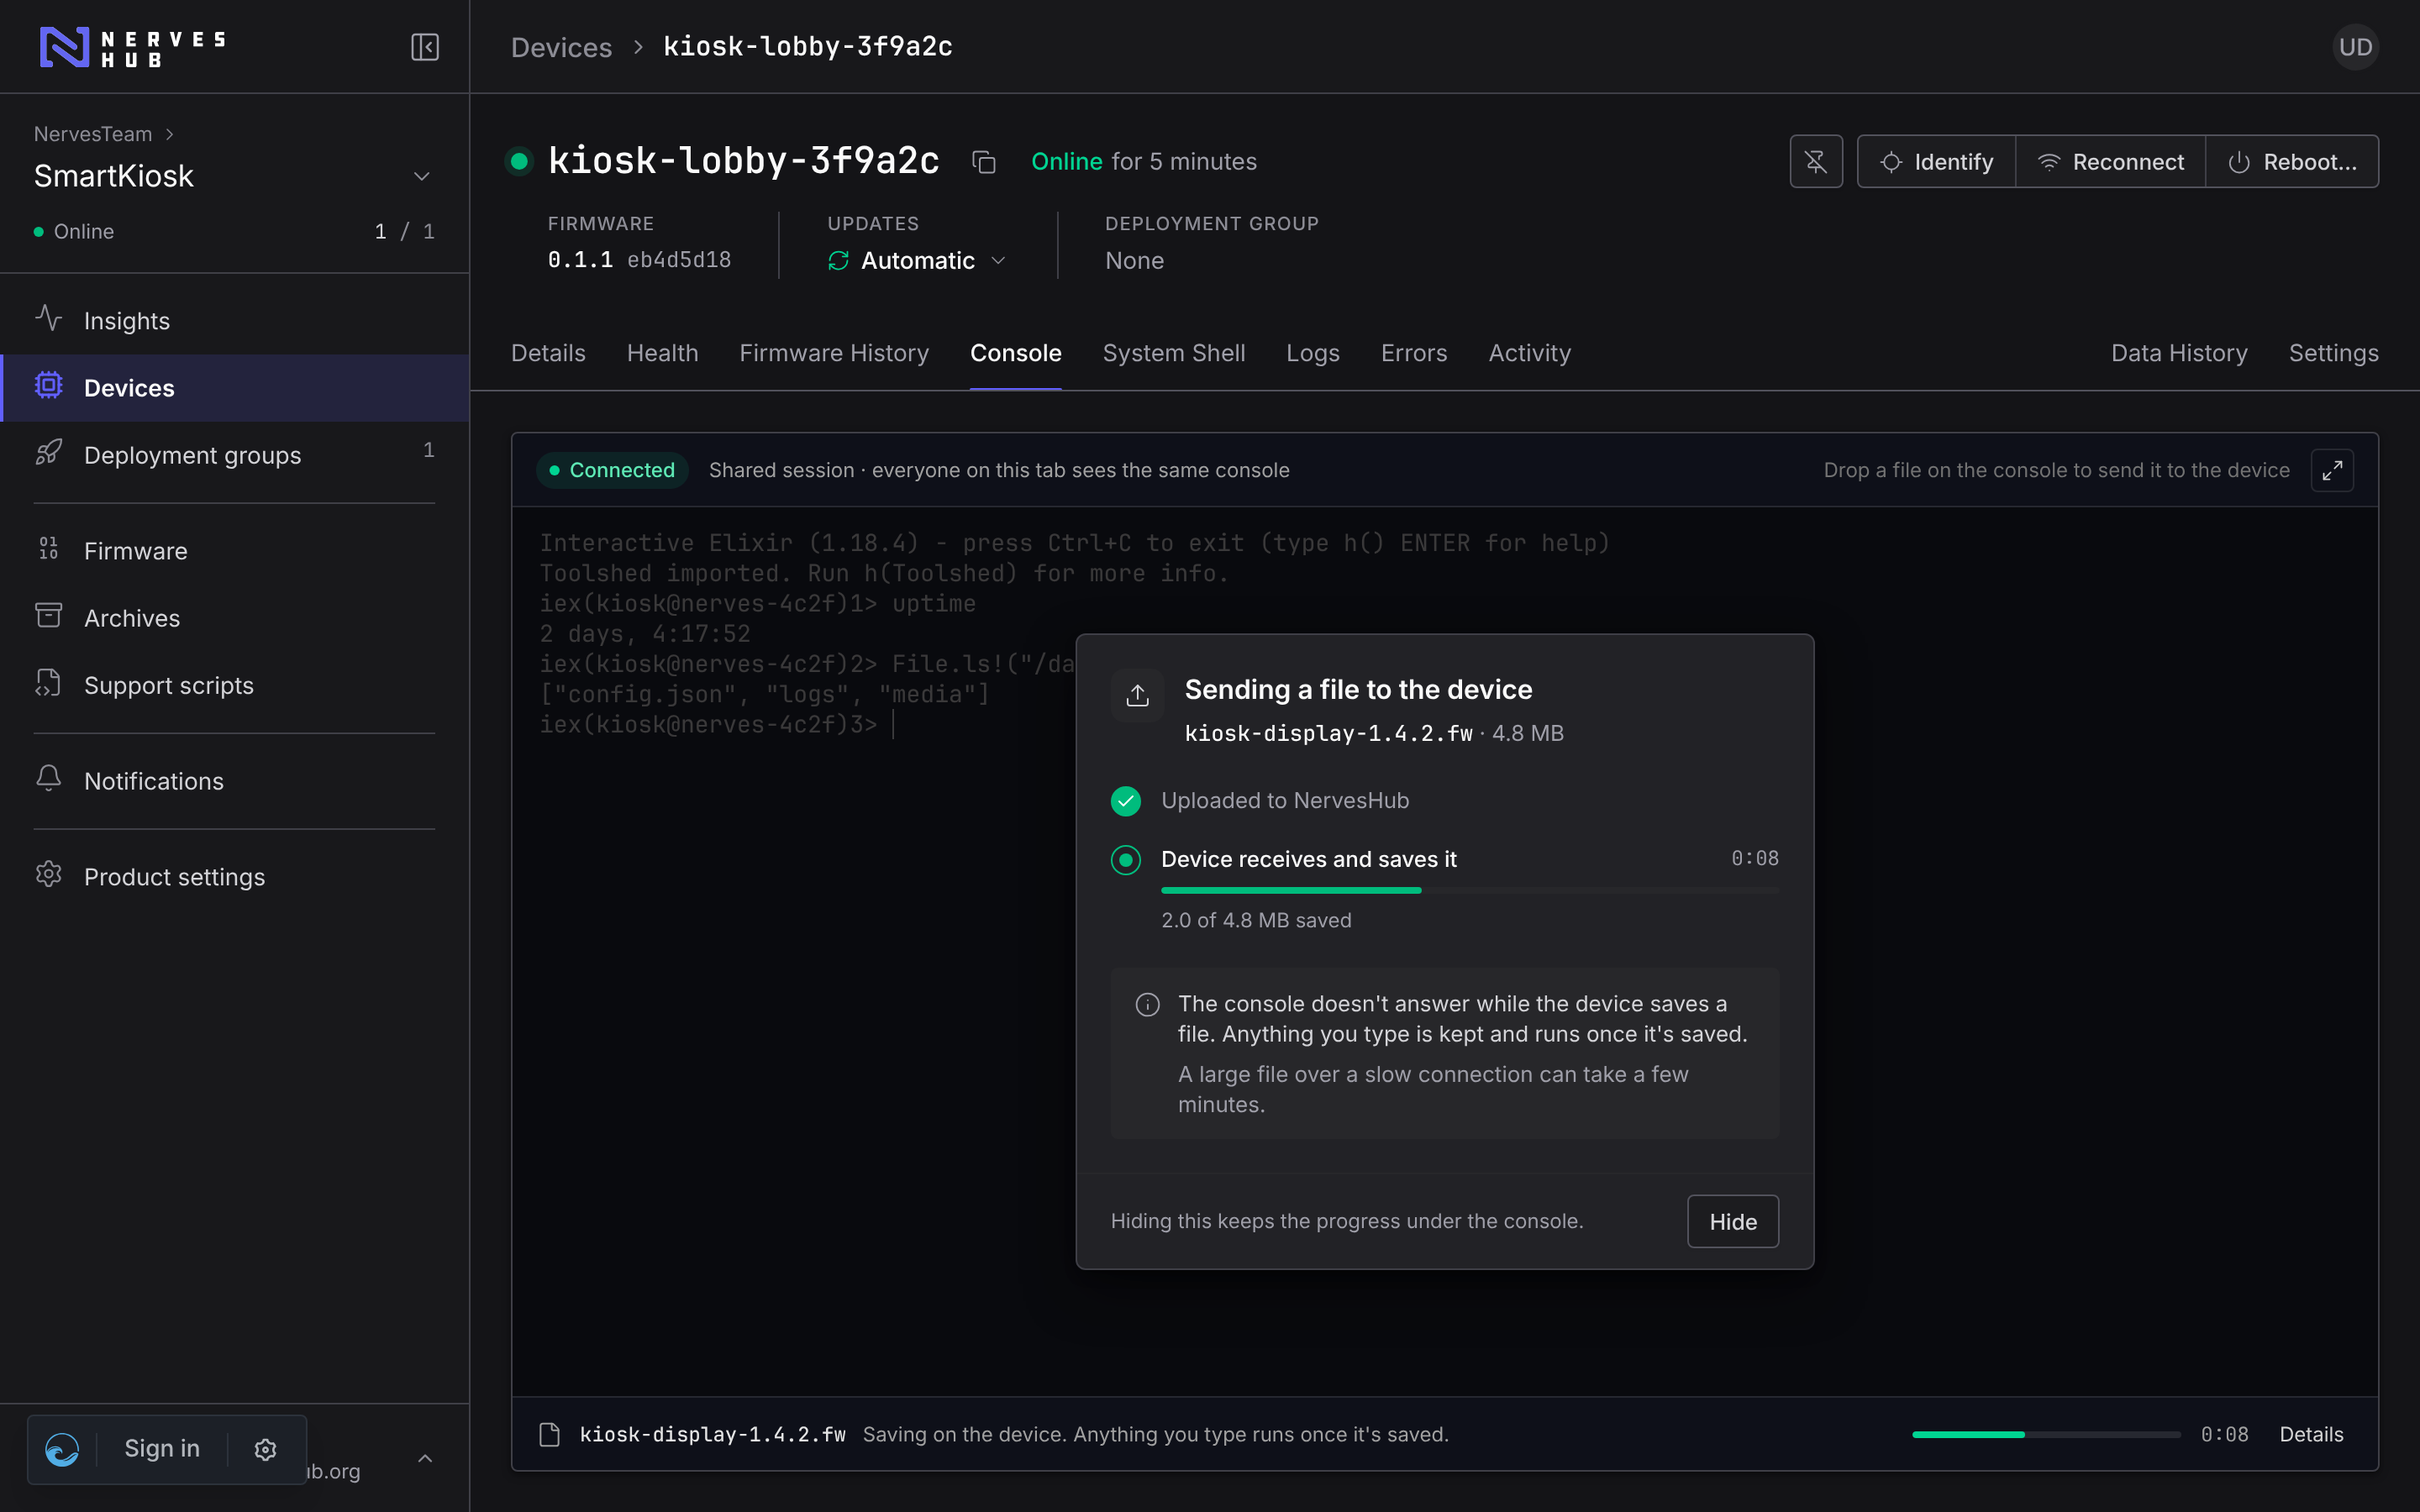 NERVES
HUB
Devices > kiosk-lobby-3f9a2c
UD
NervesTeam >
SmartKiosk
Online 1 / 1
Insights
Devices
Deployment groups 1
Firmware
Archives
Support scripts
Notifications
Product settings
Sign in
ub.org
kiosk-lobby-3f9a2c Online for 5 minutes
Identify Reconnect Reboot...
FIRMWARE UPDATES DEPLOYMENT GROUP
0.1.1 eb4d5d18 Automatic None
Details Health Firmware History Console System Shell Logs Errors Activity Data History Settings
Connected Shared session · everyone on this tab sees the same console Drop a file on the console to send it to the device
Interactive Elixir (1.18.4) - press Ctrl+C to exit (type h() ENTER for help)
Toolshed imported. Run h(Toolshed) for more info.
iex(kiosk@nerves-4c2f)1> uptime
2 days, 4:17:52
iex(kiosk@nerves-4c2f)2> File.ls!("/da
["config.json", "logs", "media"]
iex(kiosk@nerves-4c2f)3>
Sending a file to the device
kiosk-display-1.4.2.fw · 4.8 MB
Uploaded to NervesHub
Device receives and saves it 0:08
2.0 of 4.8 MB saved
The console doesn't answer while the device saves a
file. Anything you type is kept and runs once it's saved.
A large file over a slow connection can take a few
minutes.
Hiding this keeps the progress under the console. Hide
kiosk-display-1.4.2.fw Saving on the device. Anything you type runs once it's saved. 0:08 Details